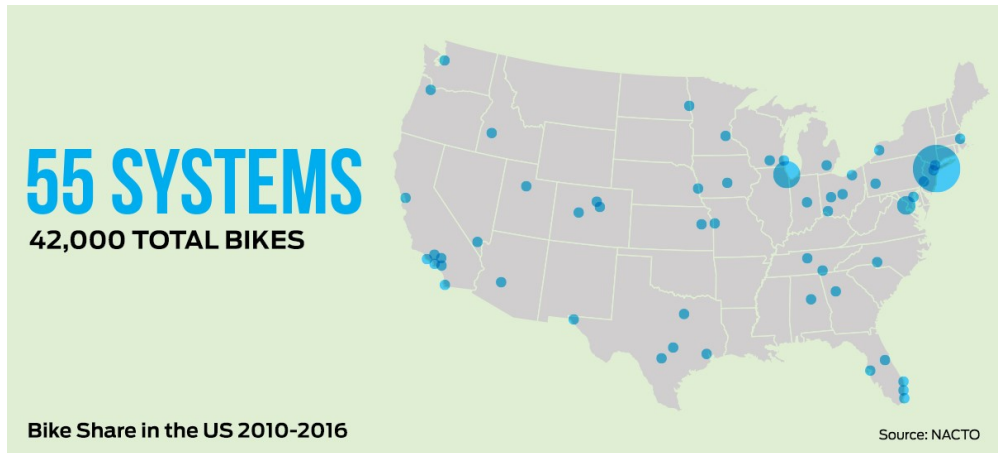 55 SYSTEMS
42,000 TOTAL BIKES
Bike Share in the US 2010-2016
Source: NACTO